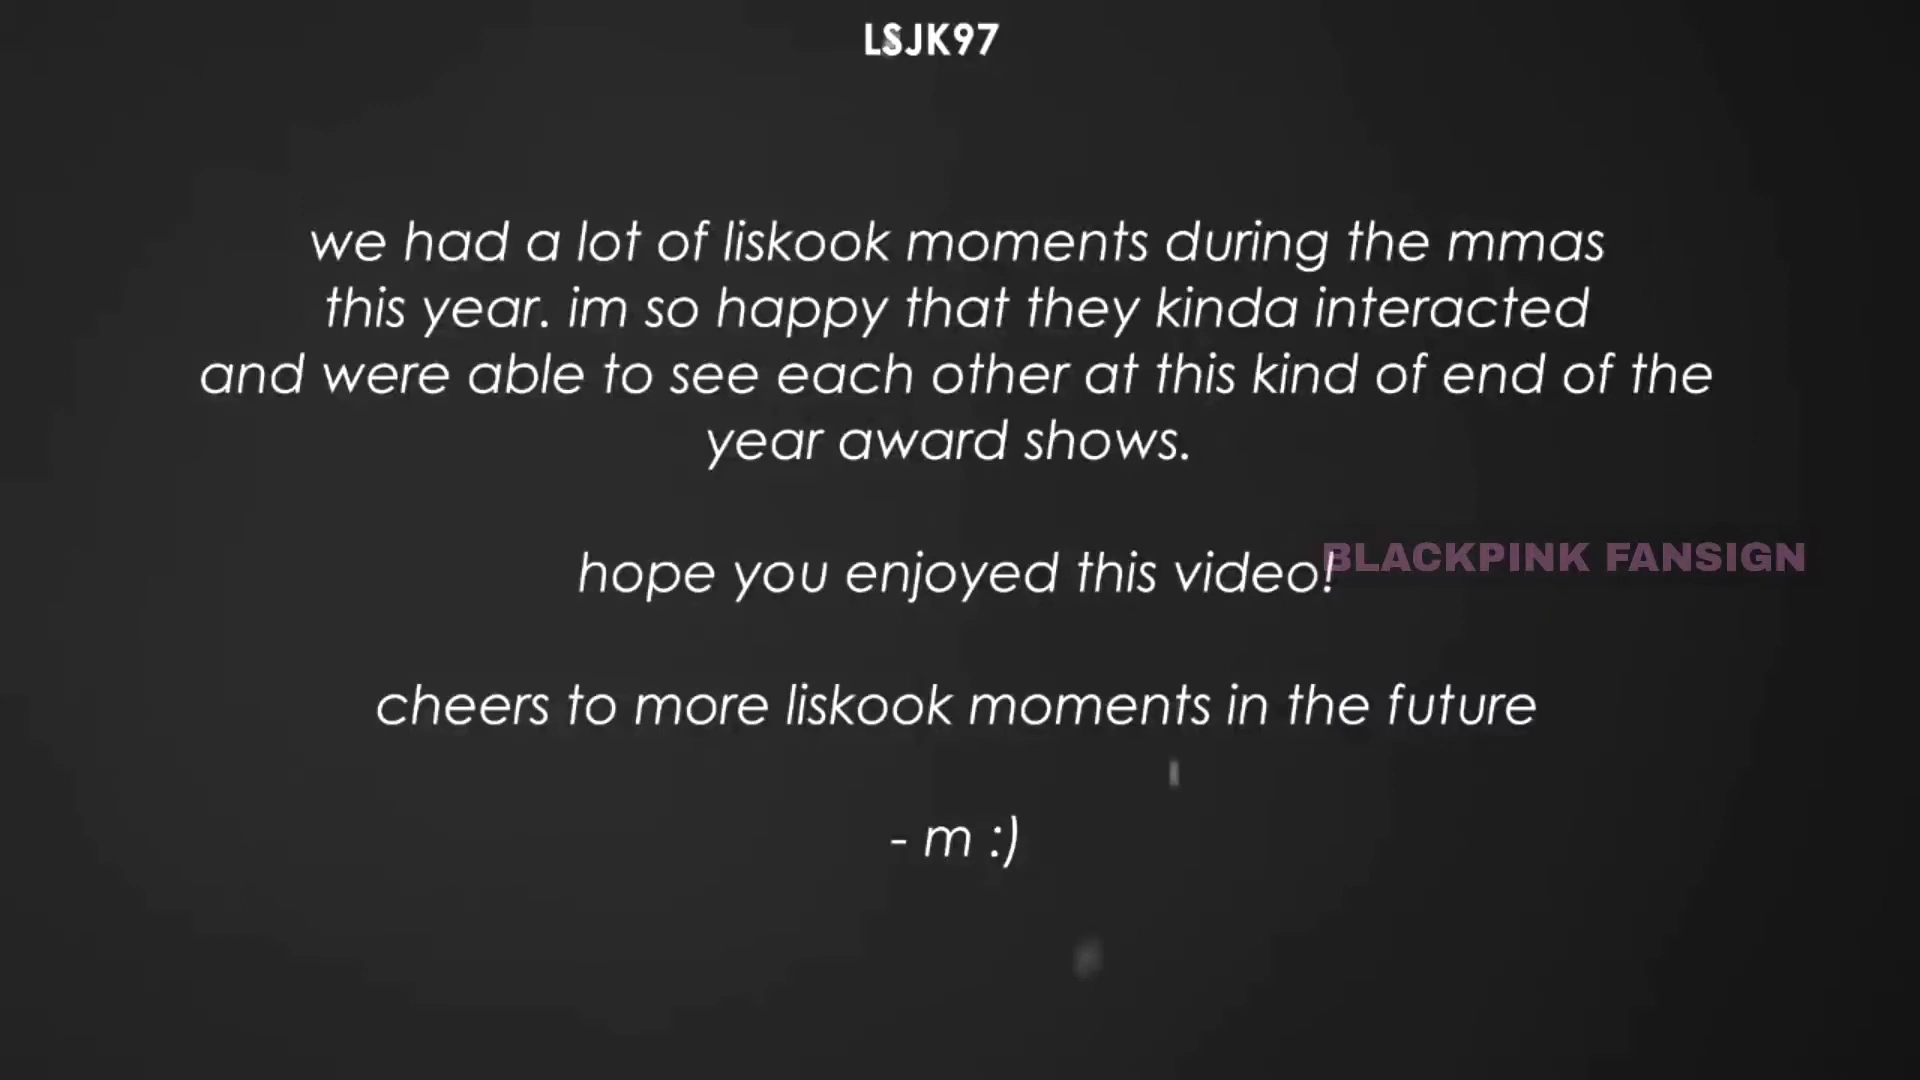 LSJK97
we had a lot of liskook moments during the mmas
this year. im so happy that they kinda interacted
and were able to see each other at this kind of end of the
year award shows.
hope you enjoyed this video!
BLACKPINK FANSIGN
cheers to more liskook moments in the future
- m :)